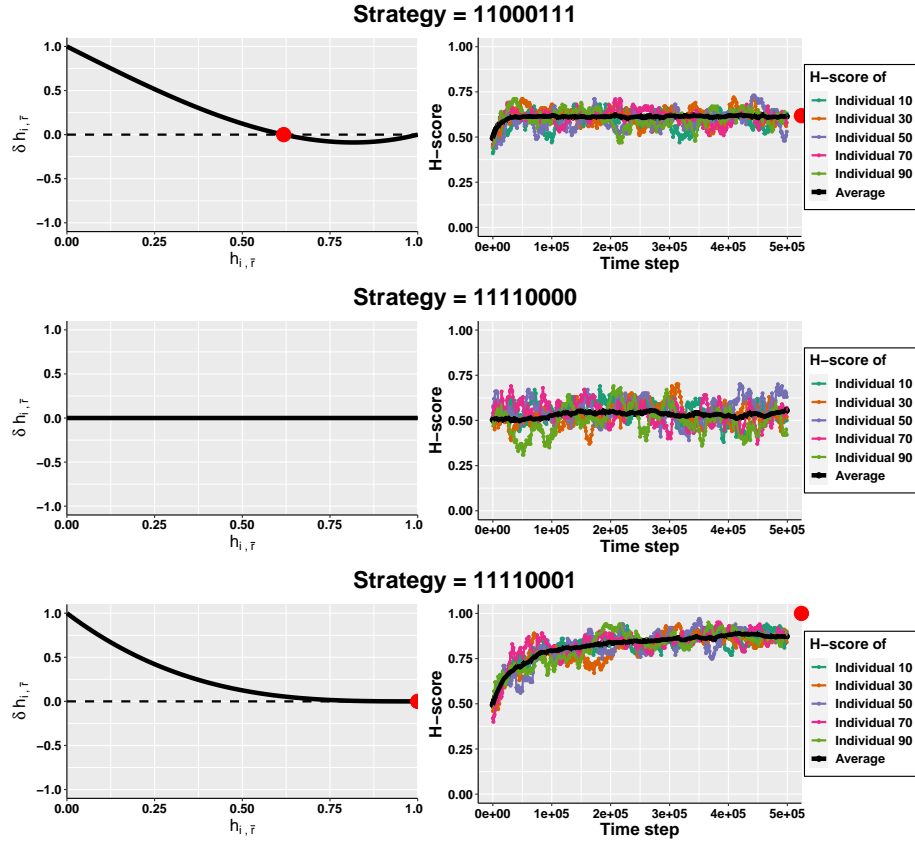 Strategy = 11000111
1.0
0.5
0.0
−0.5
−1.0
δ h i , r̄
0.00 0.25 0.50 0.75 1.0
h i , r̄
1.00
0.75
0.50
0.25
0.00
H−score
0e+00 1e+05 2e+05 3e+05 4e+05 5e+05
Time step
H−score of
Individual 10
Individual 30
Individual 50
Individual 70
Individual 90
Average
Strategy = 11110000
1.0
0.5
0.0
−0.5
−1.0
δ h i , r̄
0.00 0.25 0.50 0.75 1.0
h i , r̄
1.00
0.75
0.50
0.25
0.00
H−score
0e+00 1e+05 2e+05 3e+05 4e+05 5e+05
Time step
H−score of
Individual 10
Individual 30
Individual 50
Individual 70
Individual 90
Average
Strategy = 11110001
1.0
0.5
0.0
−0.5
−1.0
δ h i , r̄
0.00 0.25 0.50 0.75 1.0
h i , r̄
1.00
0.75
0.50
0.25
0.00
H−score
0e+00 1e+05 2e+05 3e+05 4e+05 5e+05
Time step
H−score of
Individual 10
Individual 30
Individual 50
Individual 70
Individual 90
Average